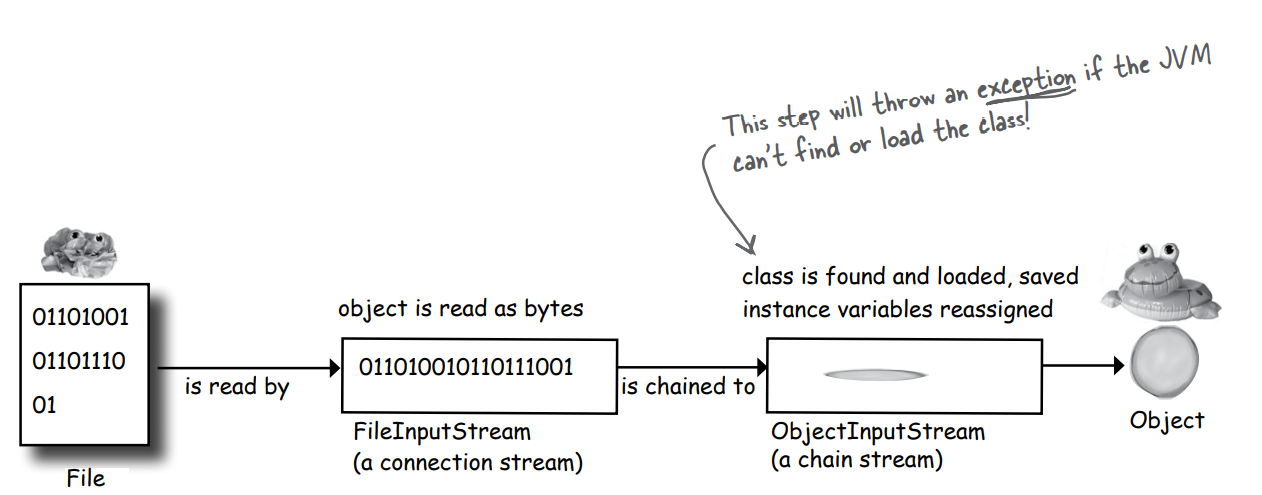 This step will throw an exception if the JVM
can't find or load the class!
class is found and loaded, saved
instance variables reassigned
object is read as bytes
01101001
01101110
01
is read by
011010010110111001
is chained to
File
FileInputStream
(a connection stream)
ObjectInputStream
(a chain stream)
Object